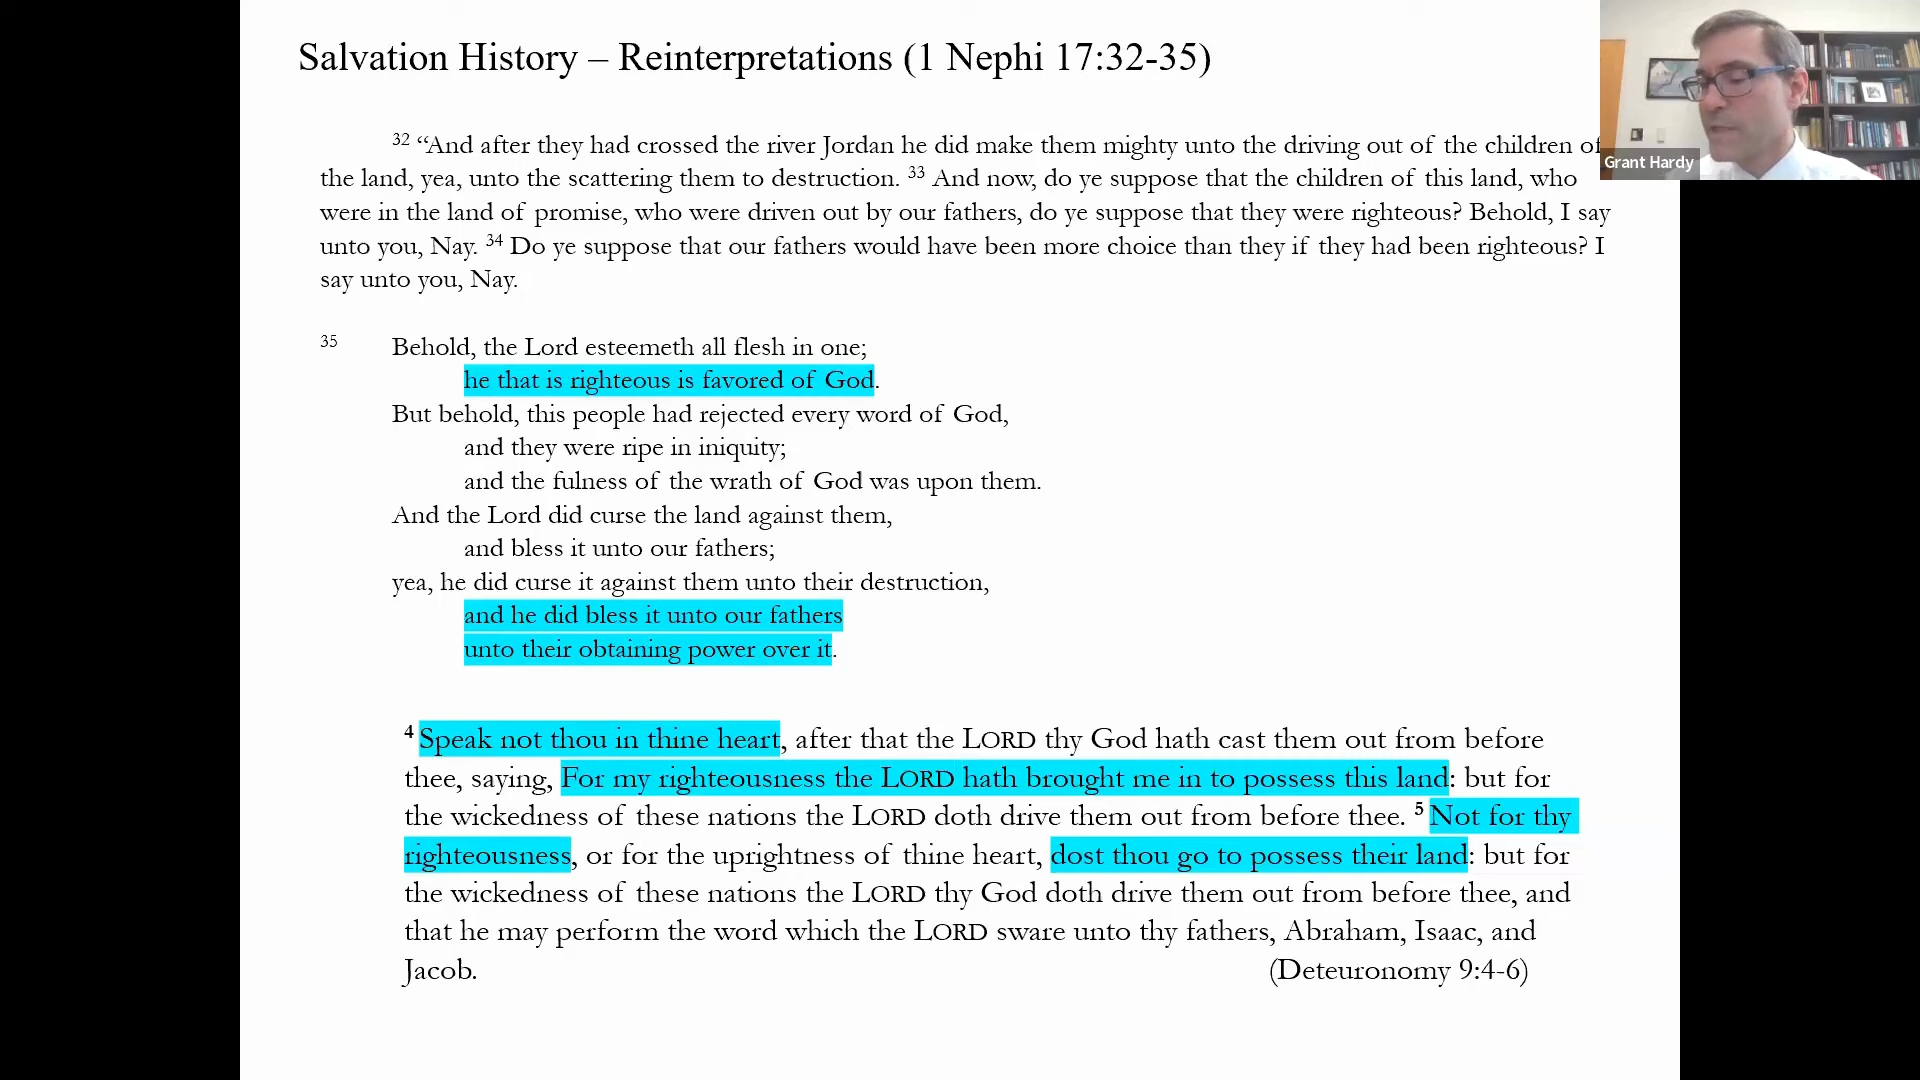 Salvation History – Reinterpretations (1 Nephi 17:32-35)
Grant Hardy
32 “And after they had crossed the river Jordan he did make them mighty unto the driving out of the children of
the land, yea, unto the scattering them to destruction. 33 And now, do ye suppose that the children of this land, who
were in the land of promise, who were driven out by our fathers, do ye suppose that they were righteous? Behold, I say
unto you, Nay. 34 Do ye suppose that our fathers would have been more choice than they if they had been righteous? I
say unto you, Nay.
35 Behold, the Lord esteemeth all flesh in one;
he that is righteous is favored of God.
But behold, this people had rejected every word of God,
and they were ripe in iniquity;
and the fulness of the wrath of God was upon them.
And the Lord did curse the land against them,
and bless it unto our fathers;
yea, he did curse it against them unto their destruction,
and he did bless it unto our fathers
unto their obtaining power over it.
4 Speak not thou in thine heart, after that the LORD thy God hath cast them out from before
thee, saying, For my righteousness the LORD hath brought me in to possess this land: but for
the wickedness of these nations the LORD doth drive them out from before thee. 5 Not for thy
righteousness, or for the uprightness of thine heart, dost thou go to possess their land: but for
the wickedness of these nations the LORD thy God doth drive them out from before thee, and
that he may perform the word which the LORD sware unto thy fathers, Abraham, Isaac, and
Jacob. (Deuteronomy 9:4-6)